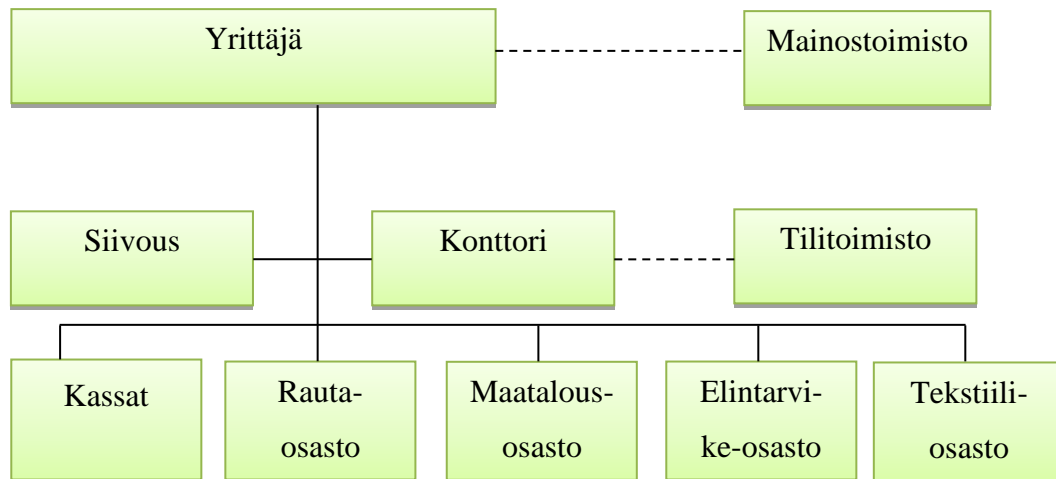 Yrittäjä
Mainostoimisto
Siivous
Konttori
Tilitoimisto
Kassat
Rauta-
osasto
Maatalous-
osasto
Elintarvi-
ke-osasto
Tekstiili-
osasto